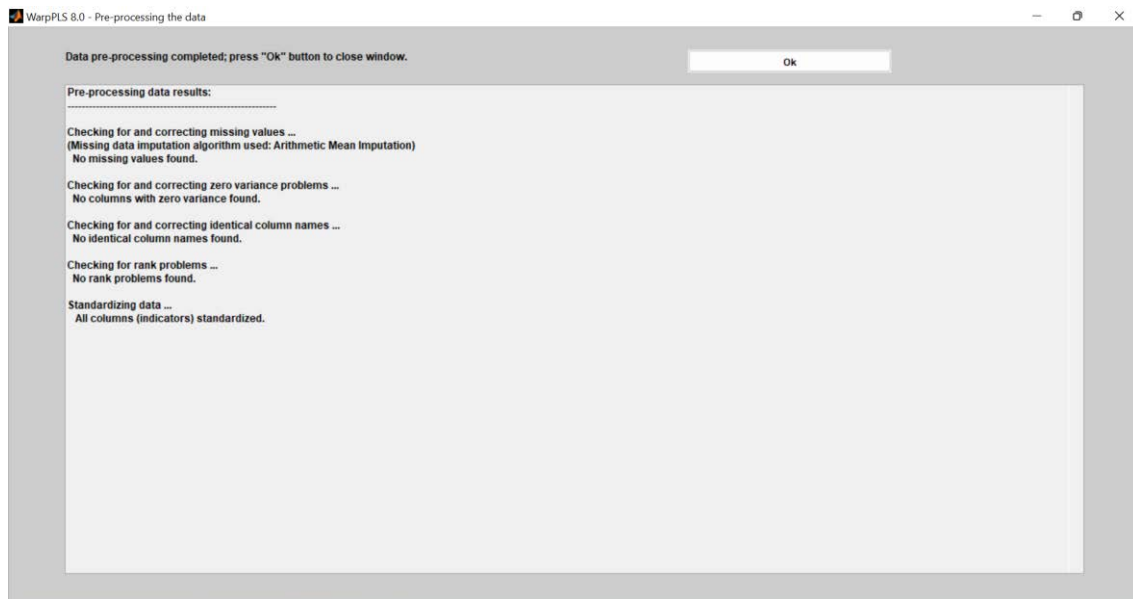 WarpPLS 8.0 - Pre-processing the data
Data pre-processing completed; press "Ok" button to close window.
Ok
Pre-processing data results:
------------------------------------------------------------
Checking for and correcting missing values ...
(Missing data imputation algorithm used: Arithmetic Mean Imputation)
No missing values found.
Checking for and correcting zero variance problems ...
No columns with zero variance found.
Checking for and correcting identical column names ...
No identical column names found.
Checking for rank problems ...
No rank problems found.
Standardizing data ...
All columns (indicators) standardized.